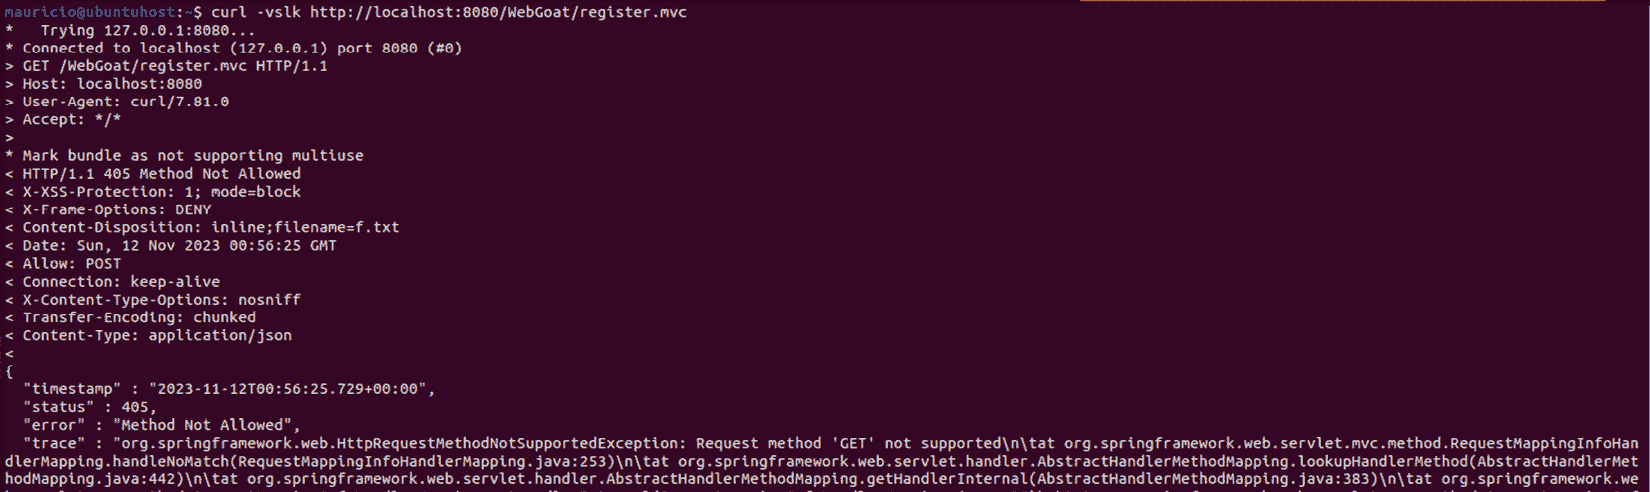 mauricio@ubuntuhost:~$ curl -vslk http://localhost:8080/WebGoat/register.mvc
*   Trying 127.0.0.1:8080...
* Connected to localhost (127.0.0.1) port 8080 (#0)
> GET /WebGoat/register.mvc HTTP/1.1
> Host: localhost:8080
> User-Agent: curl/7.81.0
> Accept: */*
>
* Mark bundle as not supporting multiuse
< HTTP/1.1 405 Method Not Allowed
< X-XSS-Protection: 1; mode=block
< X-Frame-Options: DENY
< Content-Disposition: inline;filename=f.txt
< Date: Sun, 12 Nov 2023 00:56:25 GMT
< Allow: POST
< Connection: keep-alive
< X-Content-Type-Options: nosniff
< Transfer-Encoding: chunked
< Content-Type: application/json
<
{
  "timestamp" : "2023-11-12T00:56:25.729+00:00",
  "status" : 405,
  "error" : "Method Not Allowed",
  "trace" : "org.springframework.web.HttpRequestMethodNotSupportedException: Request method 'GET' not supported\n\tat org.springframework.web.servlet.mvc.method.RequestMappingInfoHan
dlerMapping.handleNoMatch(RequestMappingInfoHandlerMapping.java:253)\n\tat org.springframework.web.servlet.handler.AbstractHandlerMethodMapping.lookupHandlerMethod(AbstractHandlerMet
hodMapping.java:442)\n\tat org.springframework.web.servlet.handler.AbstractHandlerMethodMapping.getHandlerInternal(AbstractHandlerMethodMapping.java:383)\n\tat org.springframework.we